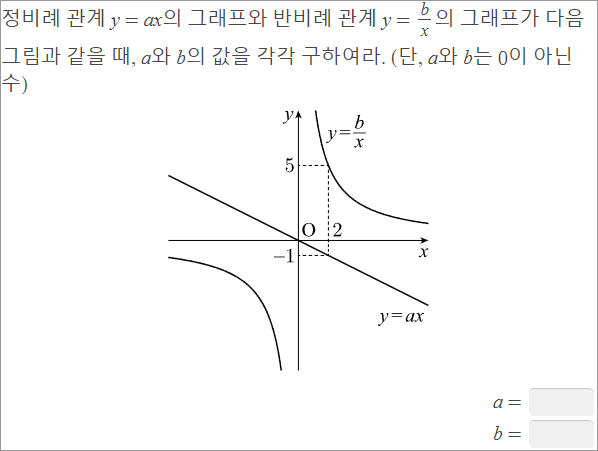 정비례 관계 y = ax의 그래프와 반비례 관계 y = b/x 의 그래프가 다음
그림과 같을 때, a와 b의 값을 각각 구하여라. (단, a와 b는 0이 아닌
수)
y
y=b/x
5
O
2
x
−1
y=ax
a =
b =